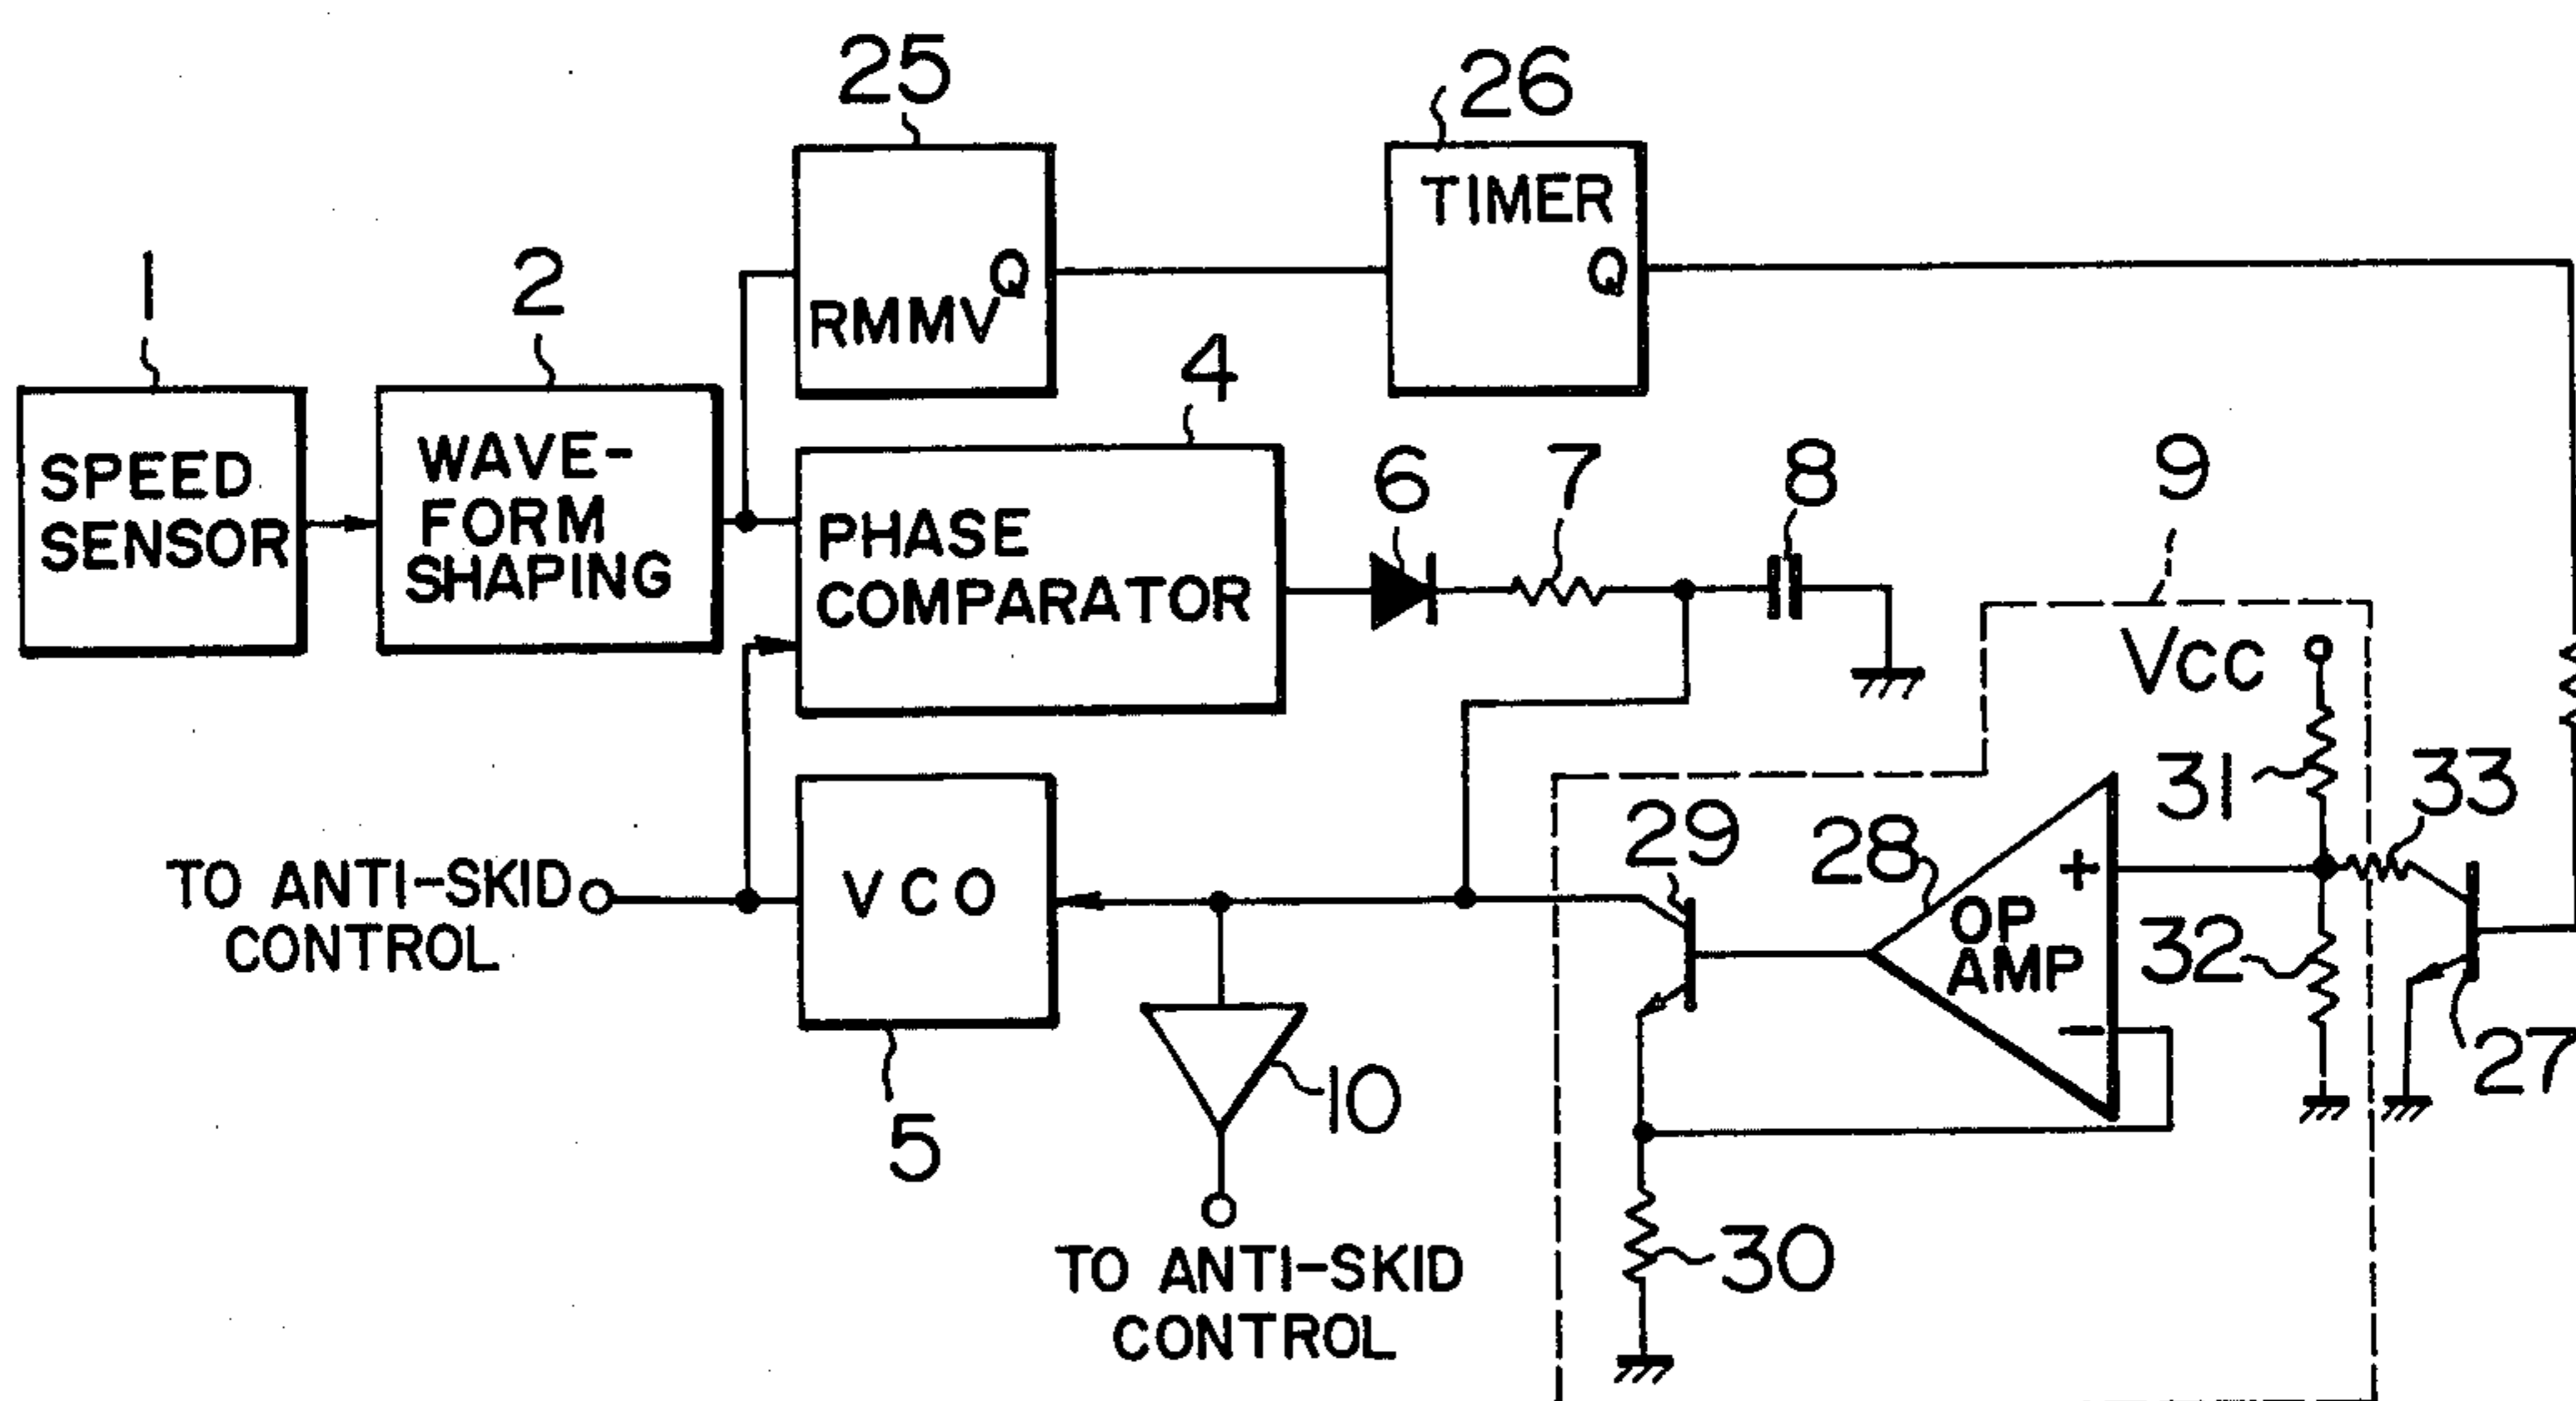 25
26
TIMER
Q
1
2
Q
RMMV
4
SPEED
SENSOR
WAVE-
FORM
SHAPING
PHASE
COMPARATOR
6
7
8
9
VCC
31
33
29
28
+
OP
AMP
-
32
27
TO ANTI-SKID
CONTROL
VCO
5
10
30
TO ANTI-SKID
CONTROL